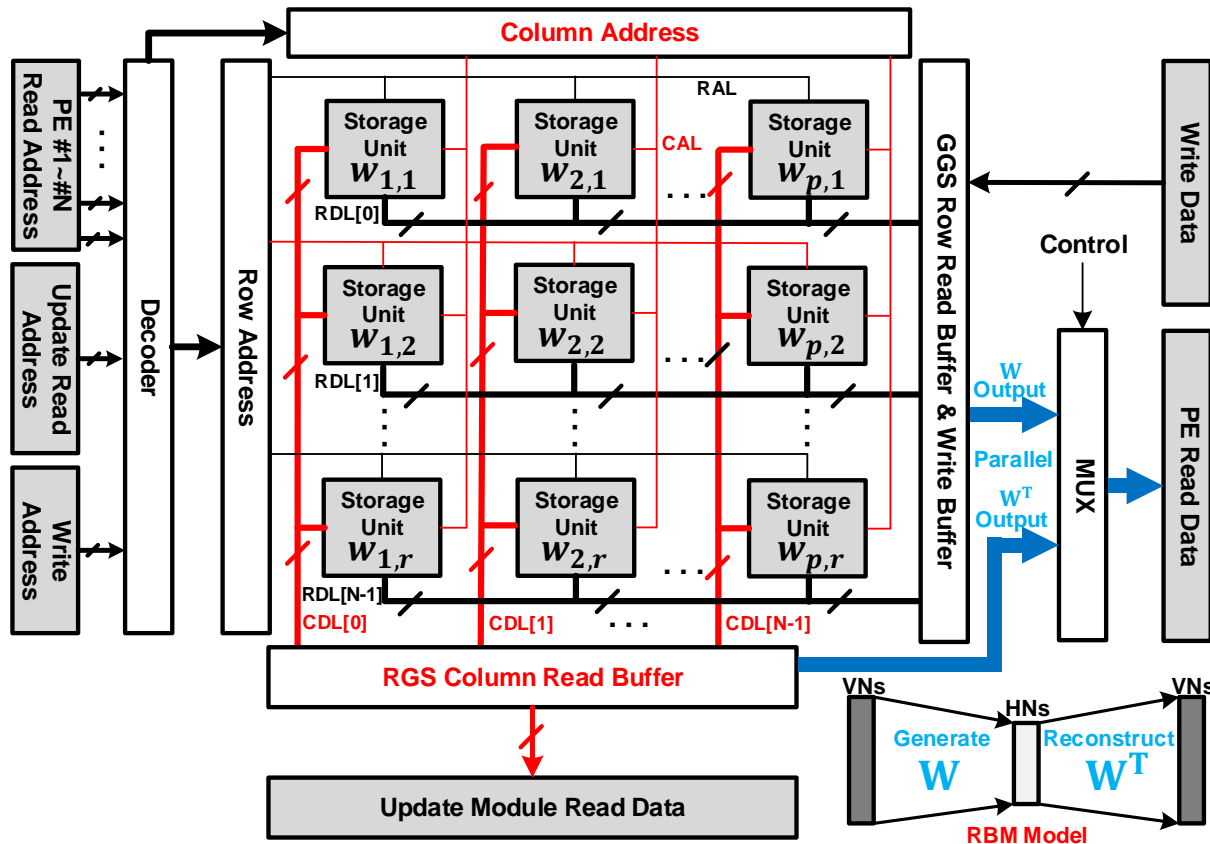 Column Address
PE #1~#N
Read Address
Update Read
Address
Write
Address
Decoder
Row Address
RAL
CAL
Storage
Unit
w1,1
Storage
Unit
w2,1
Storage
Unit
wp,1
RDL[0]
Storage
Unit
w1,2
Storage
Unit
w2,2
Storage
Unit
wp,2
RDL[1]
Storage
Unit
w1,r
Storage
Unit
w2,r
Storage
Unit
wp,r
RDL[N-1]
CDL[0]
CDL[1]
CDL[N-1]
GGS Row Read Buffer & Write Buffer
Write Data
Control
W
Output
Parallel
W^T
Output
MUX
PE Read Data
RGS Column Read Buffer
Update Module Read Data
VNs
HNs
VNs
Generate
W
Reconstruct
W^T
RBM Model